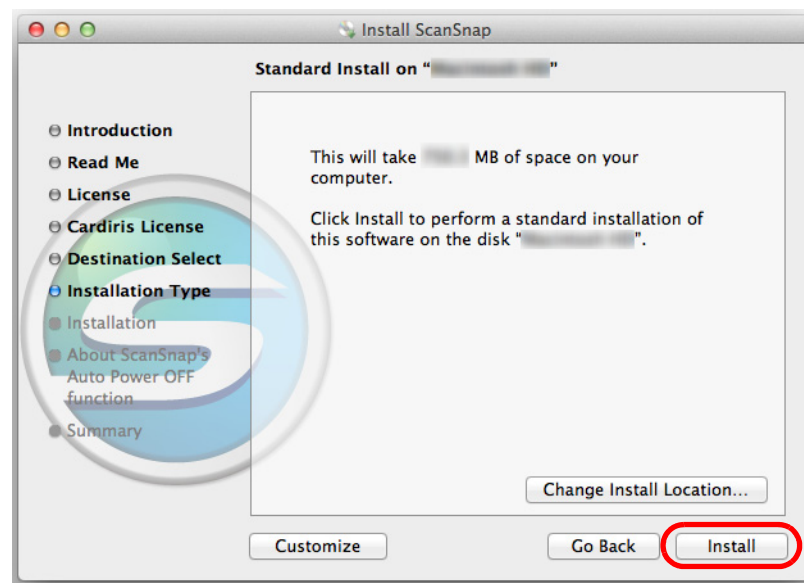 Install ScanSnap
Standard Install on “ ”
Introduction
Read Me
License
Cardiris License
Destination Select
Installation Type
Installation
About ScanSnap's
Auto Power OFF
function
Summary
This will take MB of space on your
computer.
Click Install to perform a standard installation of
this software on the disk “ ”.
Change Install Location...
Customize
Go Back
Install